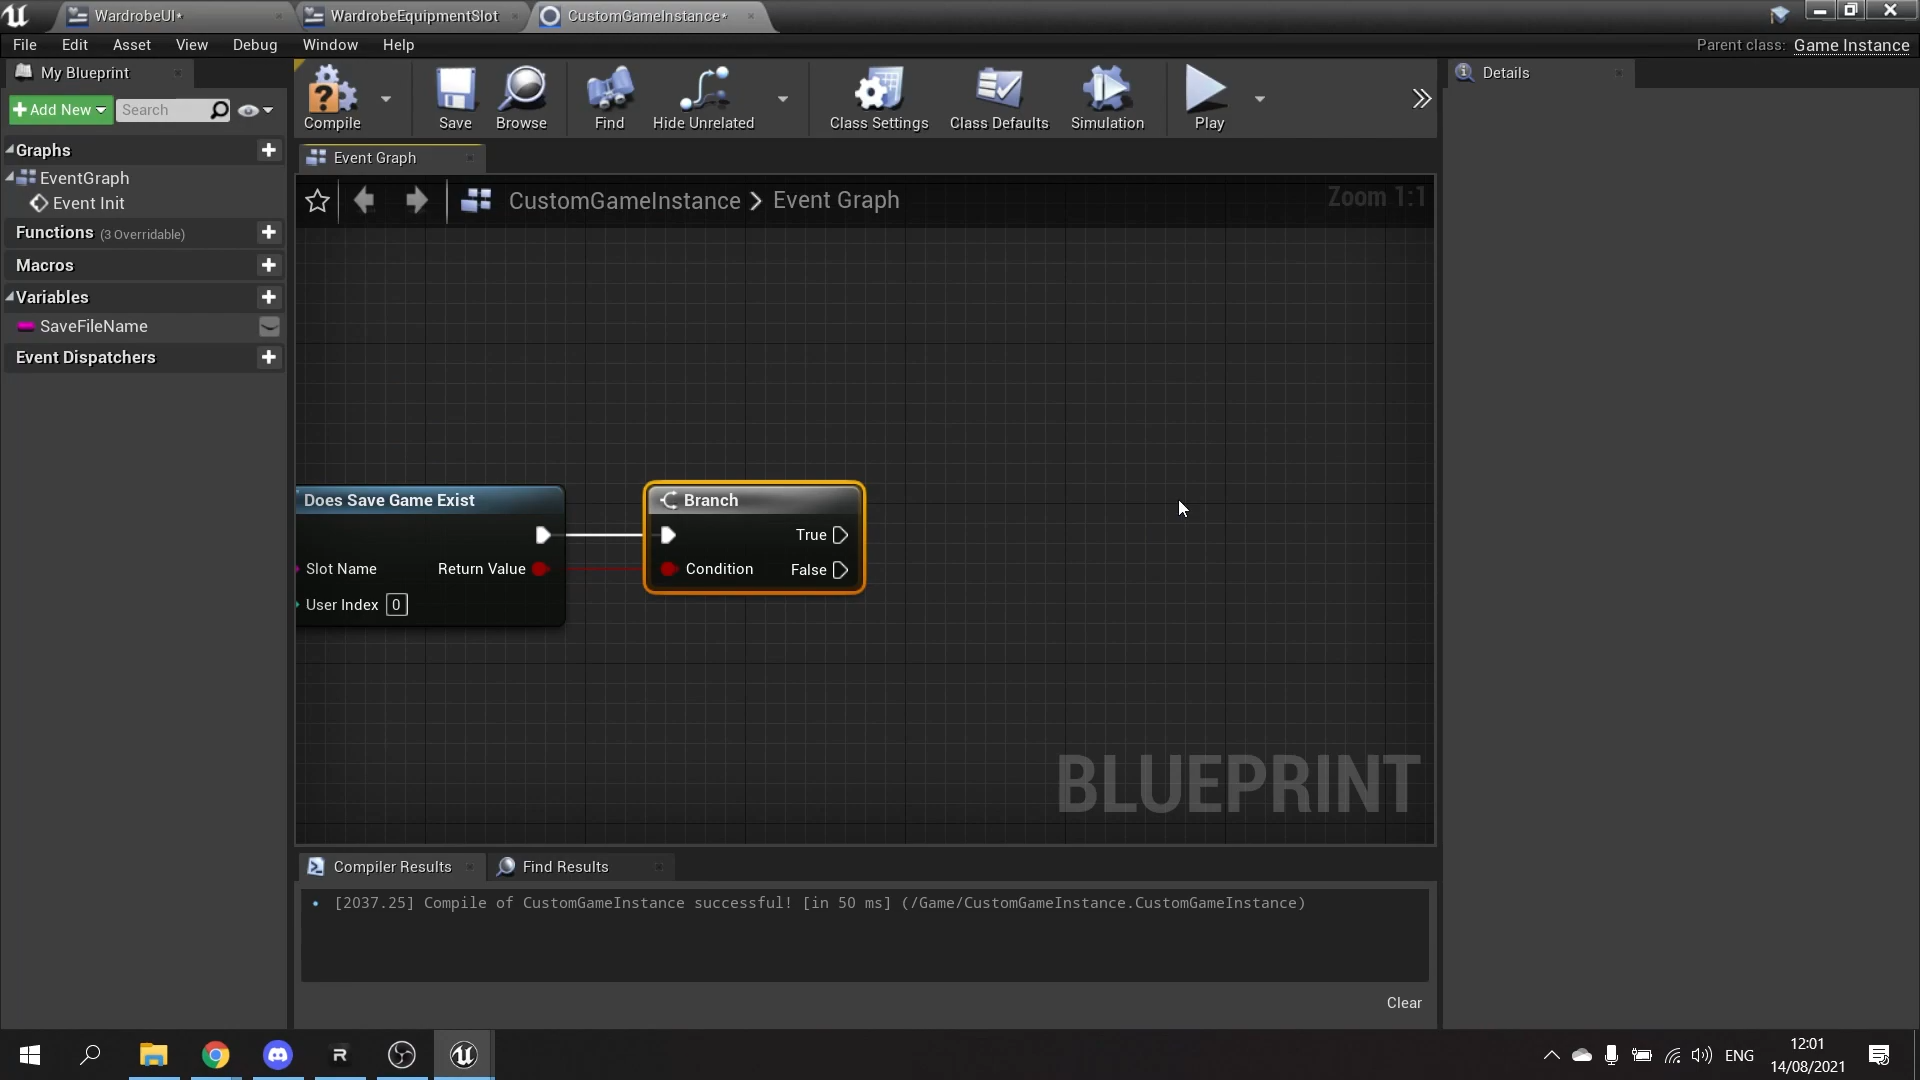 WardrobeUI*
WardrobeEquipmentSlot
CustomGameInstance*
File Edit Asset View Debug Window Help
Parent class: Game Instance
My Blueprint
Details
Add New
Search
Compile
Save
Browse
Find
Hide Unrelated
Class Settings
Class Defaults
Simulation
Play
Graphs
EventGraph
Event Init
Functions (3 Overridable)
Macros
Variables
SaveFileName
Event Dispatchers
Event Graph
CustomGameInstance > Event Graph
Zoom 1:1
Does Save Game Exist
Slot Name
Return Value
User Index 0
Branch
True
Condition
False
BLUEPRINT
Compiler Results
Find Results
[2037.25] Compile of CustomGameInstance successful! [in 50 ms] (/Game/CustomGameInstance.CustomGameInstance)
Clear
R
ENG
12:01
14/08/2021